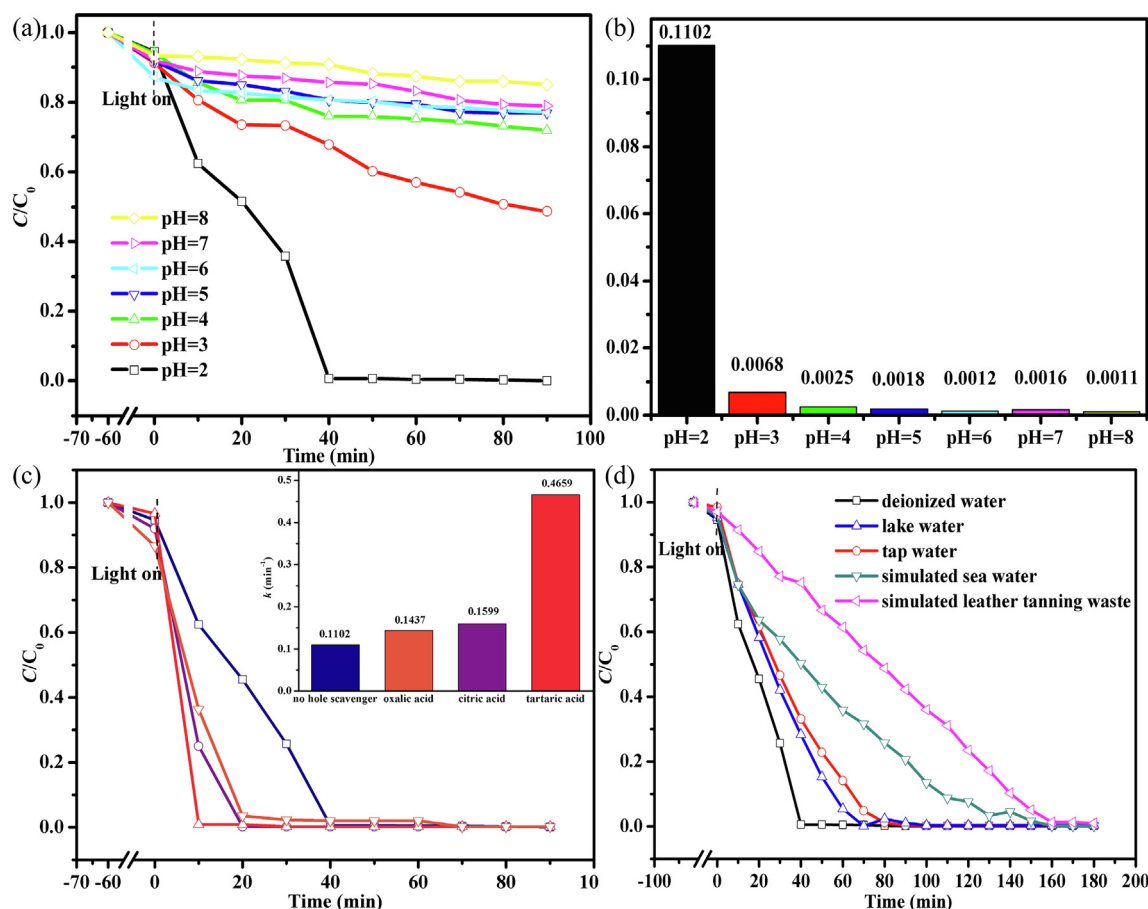 (a)
1.0
0.8
0.6
0.4
0.2
0.0
C/C0
Light on
pH=8
pH=7
pH=6
pH=5
pH=4
pH=3
pH=2
-70
-60
0
20
40
60
80
100
Time (min)
(b)
0.10
0.08
0.06
0.04
0.02
0.00
0.1102
0.0068
0.0025
0.0018
0.0012
0.0016
0.0011
pH=2
pH=3
pH=4
pH=5
pH=6
pH=7
pH=8
(c)
1.0
0.8
0.6
0.4
0.2
0.0
C/C0
Light on
-70
-60
0
20
40
60
80
10
Time (min)
k (min-1)
0.5
0.4
0.3
0.2
0.1
0.0
0.1102
0.1437
0.1599
0.4659
no hole scavenger
oxalic acid
citric acid
tartaric acid
(d)
1.0
0.8
0.6
0.4
0.2
0.0
C/C0
Light on
deionized water
lake water
tap water
simulated sea water
simulated leather tanning waste
-100
0
20
40
60
80
100
120
140
160
180
200
Time (min)